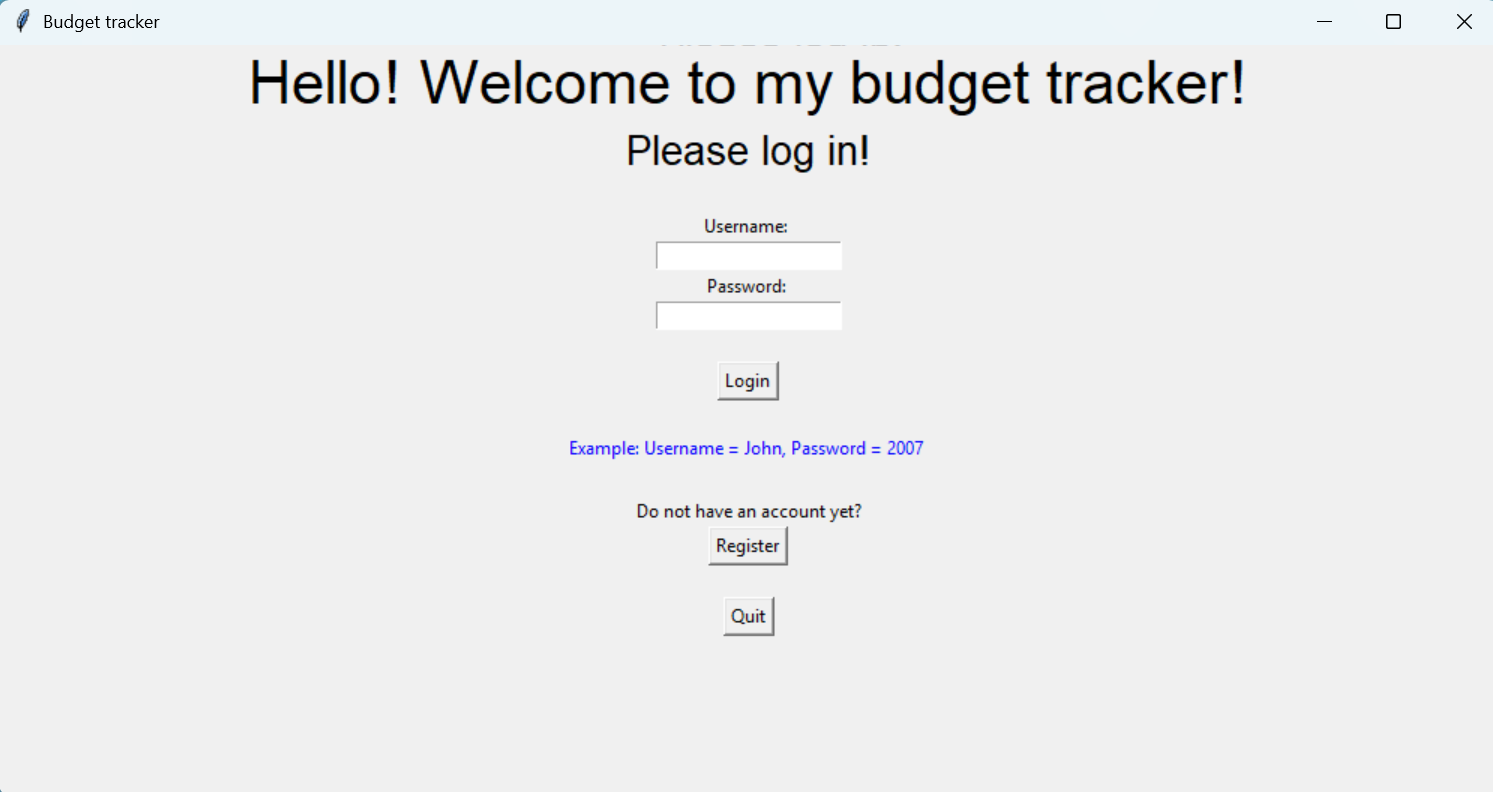 Budget tracker
Hello! Welcome to my budget tracker!
Please log in!
Username:
Password:
Login
Example: Username = John, Password = 2007
Do not have an account yet?
Register
Quit